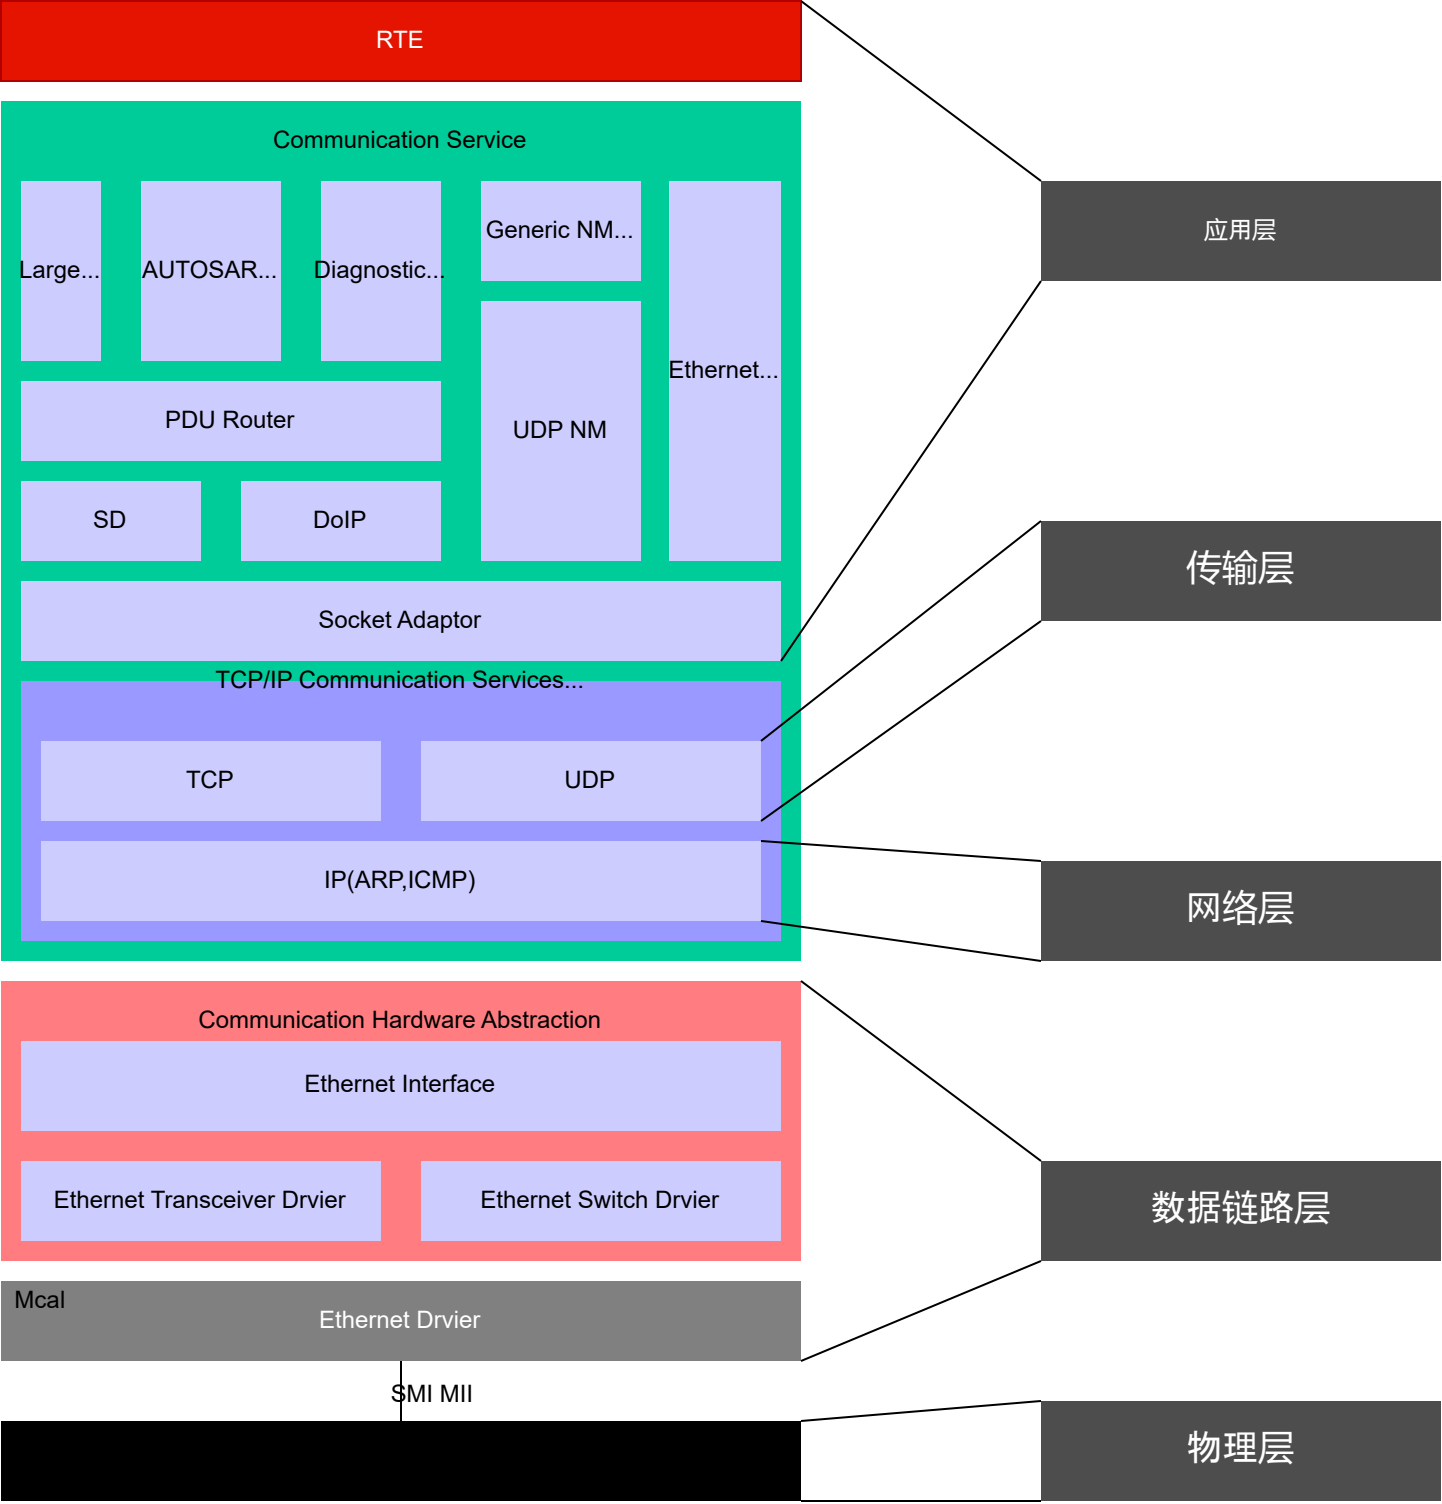 RTE
Communication Service
Large...
AUTOSAR...
Diagnostic...
Generic NM...
Ethernet...
UDP NM
PDU Router
SD
DoIP
Socket Adaptor
TCP/IP Communication Services...
TCP
UDP
IP(ARP,ICMP)
Communication Hardware Abstraction
Ethernet Interface
Ethernet Transceiver Drvier
Ethernet Switch Drvier
Mcal
Ethernet Drvier
SMI MII
应用层
传输层
网络层
数据链路层
物理层